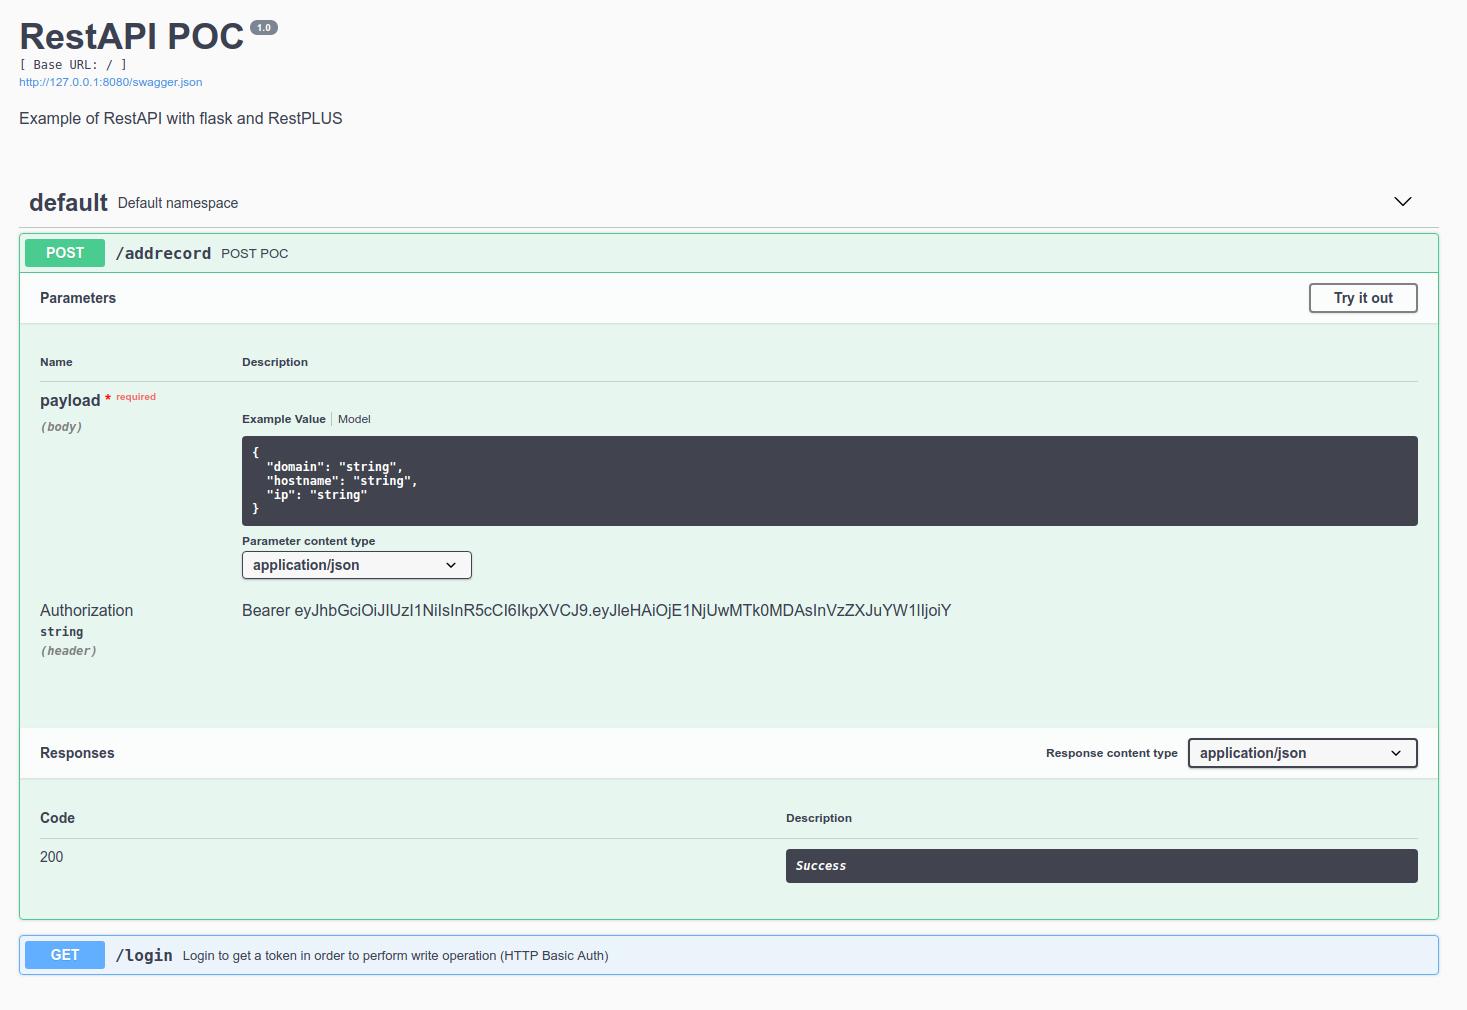 RestAPI POC 1.0
[ Base URL: / ]
http://127.0.0.1:8080/swagger.json
Example of RestAPI with flask and RestPLUS
default Default namespace
POST /addrecord POST POC
Parameters Try it out
Name Description
payload * required
(body)
Example Value Model
{
"domain": "string",
"hostname": "string",
"ip": "string"
}
Parameter content type
application/json
Authorization Bearer eyJhbGciOiJIUzI1NiIsInR5cCI6IkpXVCJ9.eyJleHAiOjE1NjUwMTk0MDAsInVzZXJuYW1lIjoiY
string
(header)
Responses Response content type application/json
Code Description
200 Success
GET /login Login to get a token in order to perform write operation (HTTP Basic Auth)